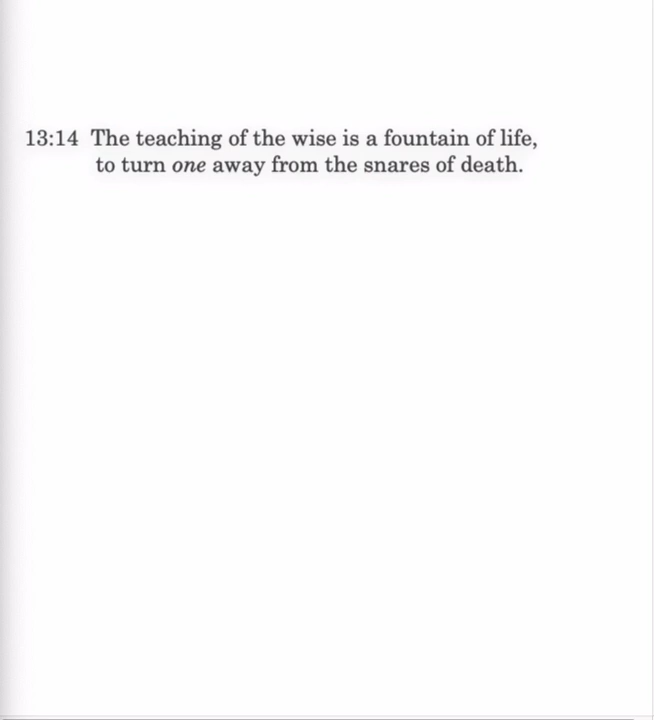 13:14 The teaching of the wise is a fountain of life,
to turn one away from the snares of death.